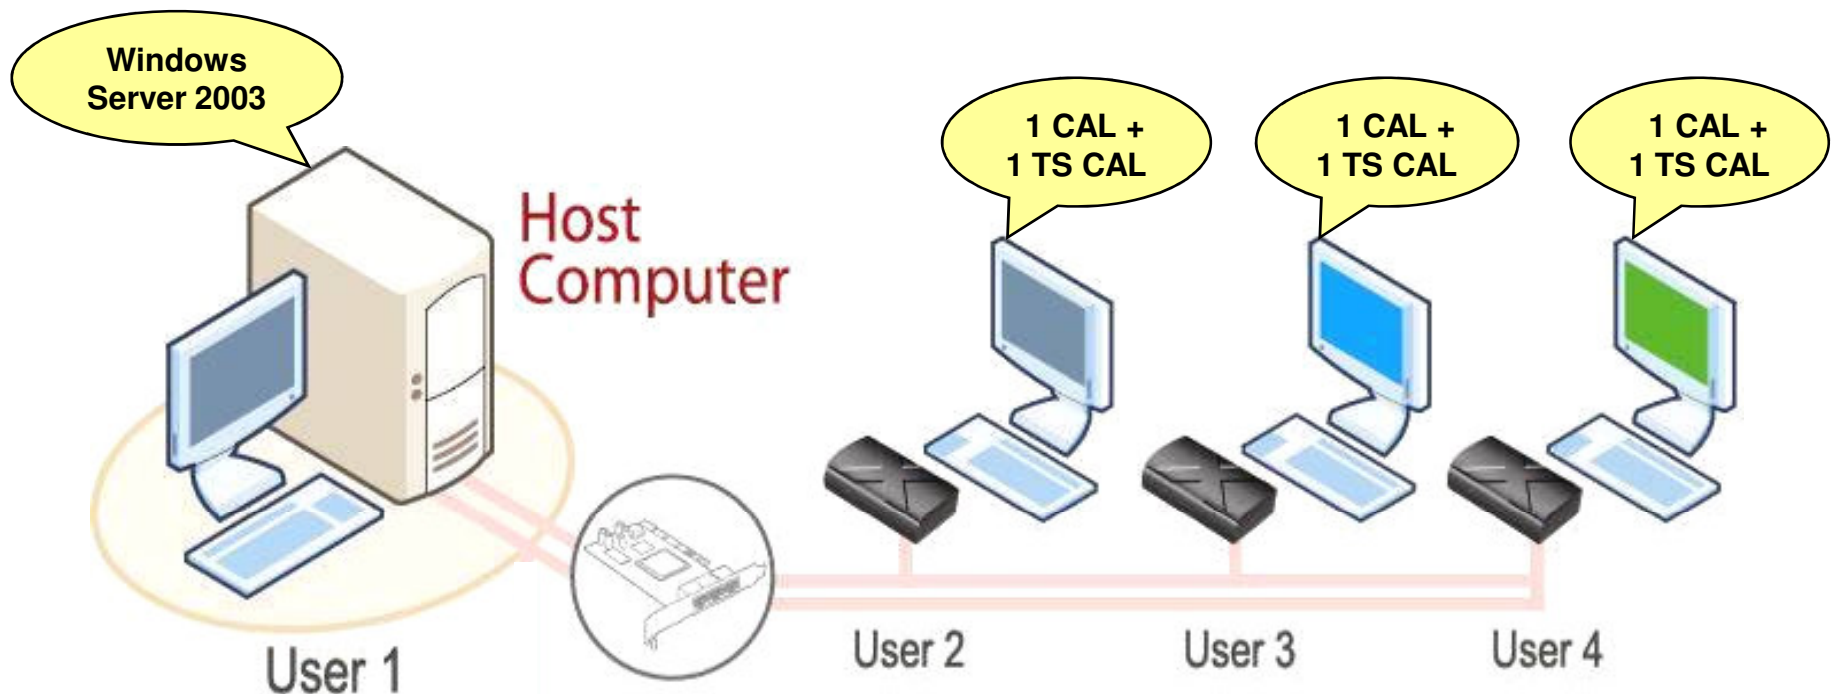 Windows
Server 2003
1 CAL +
1 TS CAL
1 CAL +
1 TS CAL
1 CAL +
1 TS CAL
Host
Computer
User 1
User 2
User 3
User 4